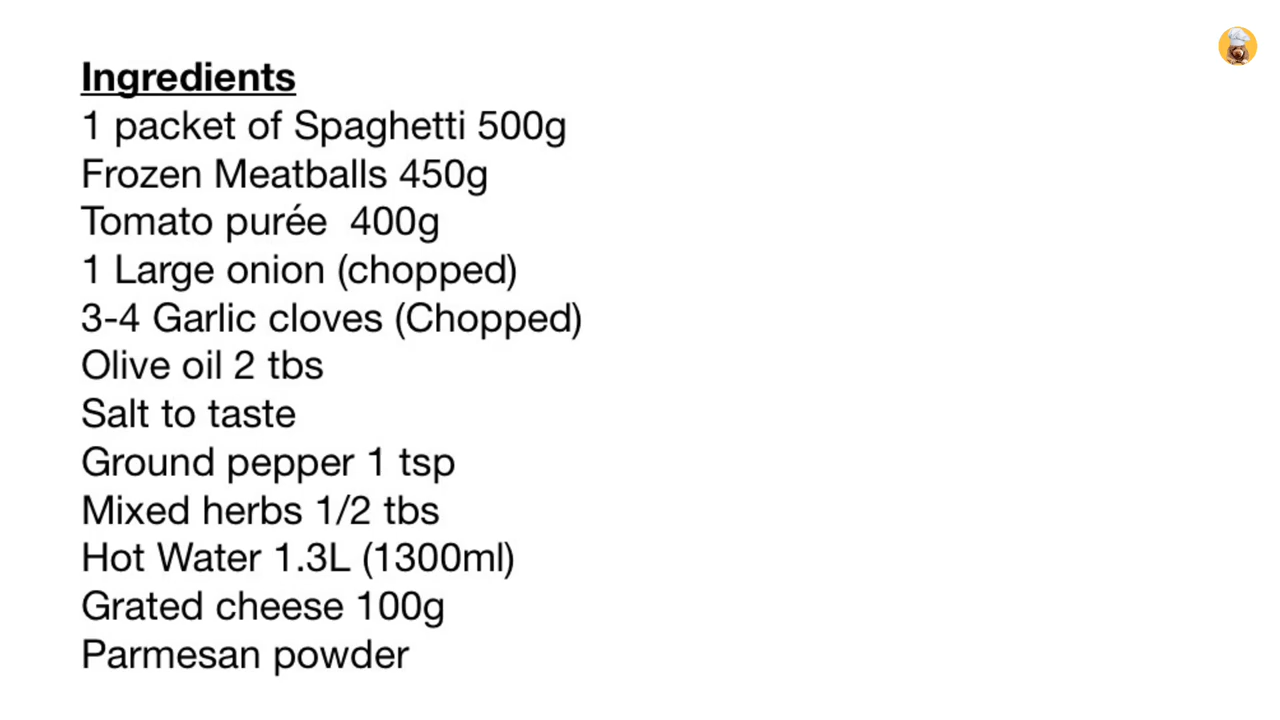 Ingredients
1 packet of Spaghetti 500g
Frozen Meatballs 450g
Tomato purée  400g
1 Large onion (chopped)
3-4 Garlic cloves (Chopped)
Olive oil 2 tbs
Salt to taste
Ground pepper 1 tsp
Mixed herbs 1/2 tbs
Hot Water 1.3L (1300ml)
Grated cheese 100g
Parmesan powder